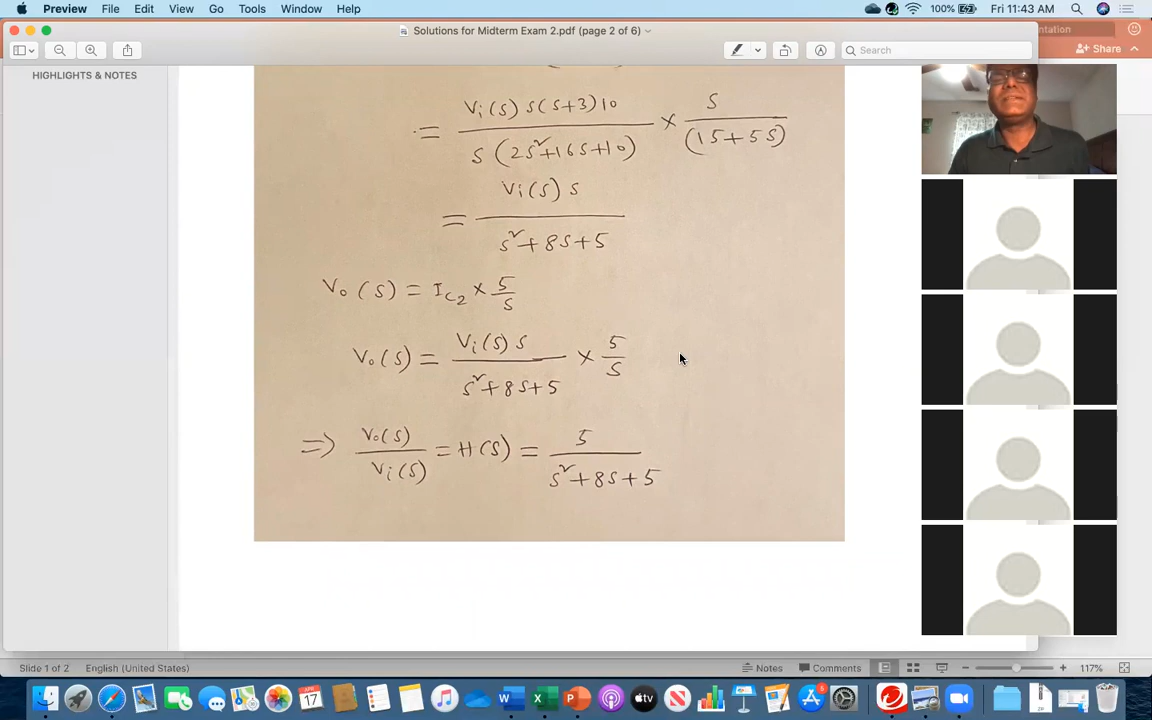 Preview File Edit View Go Tools Window Help 100% Fri 11:43 AM
Solutions for Midterm Exam 2.pdf (page 2 of 6)
Search
Share
HIGHLIGHTS & NOTES
= Vi(s) s(s+3)10 / s(2s²+16s+10) × s / (15+5s)
= Vi(s) s / s²+8s+5
Vo(s) = IC2 × 5/s
Vo(s) = Vi(s) s / s²+8s+5 × 5/s
⇒ Vo(s) / Vi(s) = H(s) = 5 / s²+8s+5
Slide 1 of 2 English (United States) Notes Comments 117%
APR
17